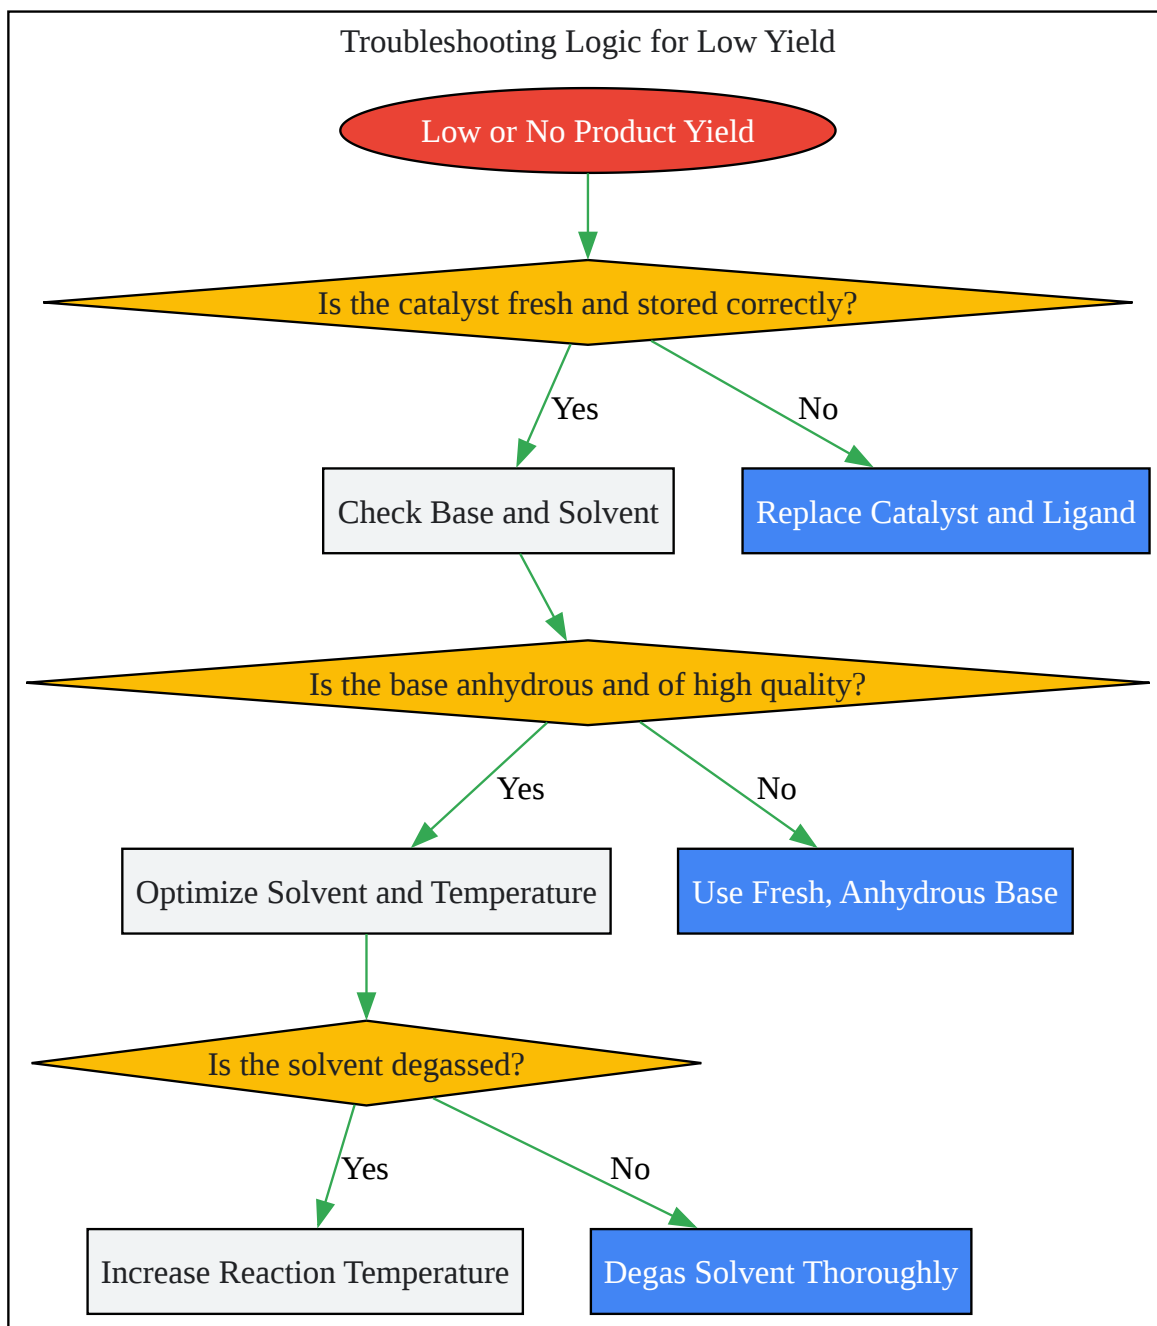 Troubleshooting Logic for Low Yield
Low or No Product Yield
Is the catalyst fresh and stored correctly?
Yes
No
Check Base and Solvent
Replace Catalyst and Ligand
Is the base anhydrous and of high quality?
Yes
No
Optimize Solvent and Temperature
Use Fresh, Anhydrous Base
Is the solvent degassed?
Yes
No
Increase Reaction Temperature
Degas Solvent Thoroughly